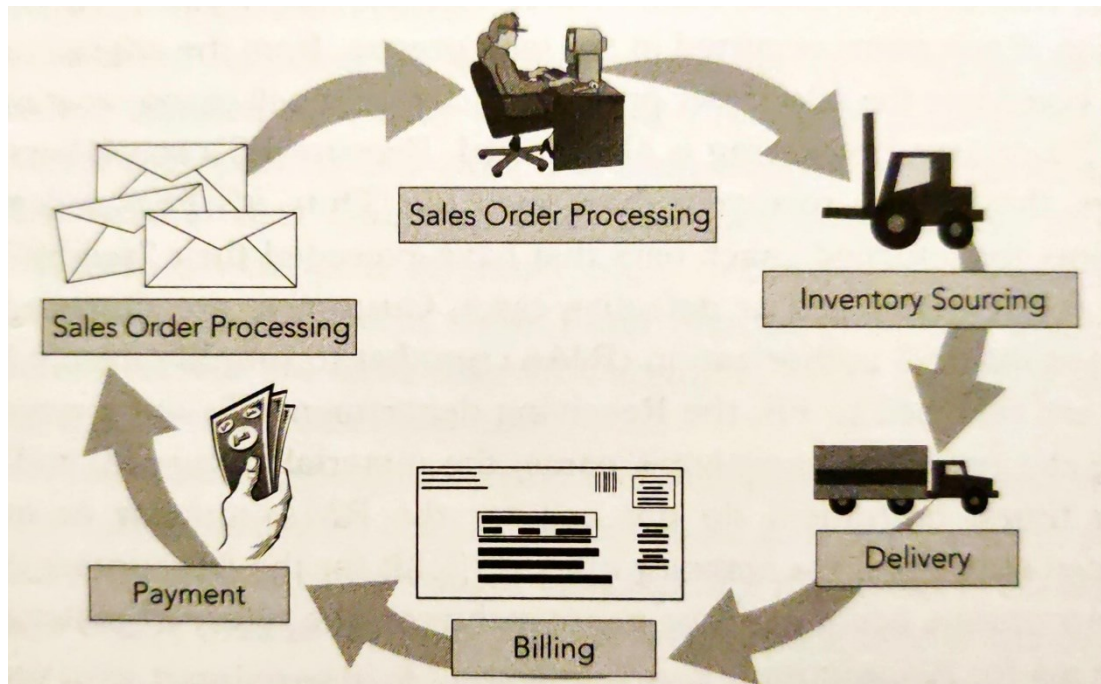 Sales Order Processing
Sales Order Processing
Inventory Sourcing
Delivery
Billing
Payment